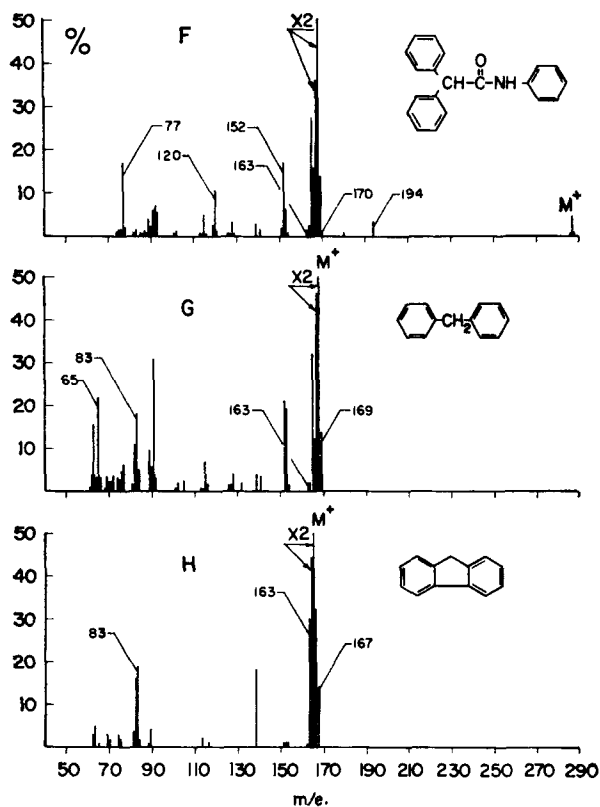 50 % F X2
40
30
20
10
77 120 152 163 170 194 M+
O
CH-C-NH
M+
50 G X2
40
30
20
10
65 83 163 169
CH2
M+
50 H X2
40
30
20
10
83 163 167
50 70 90 110 130 150 170 190 210 230 250 270 290
m/e.